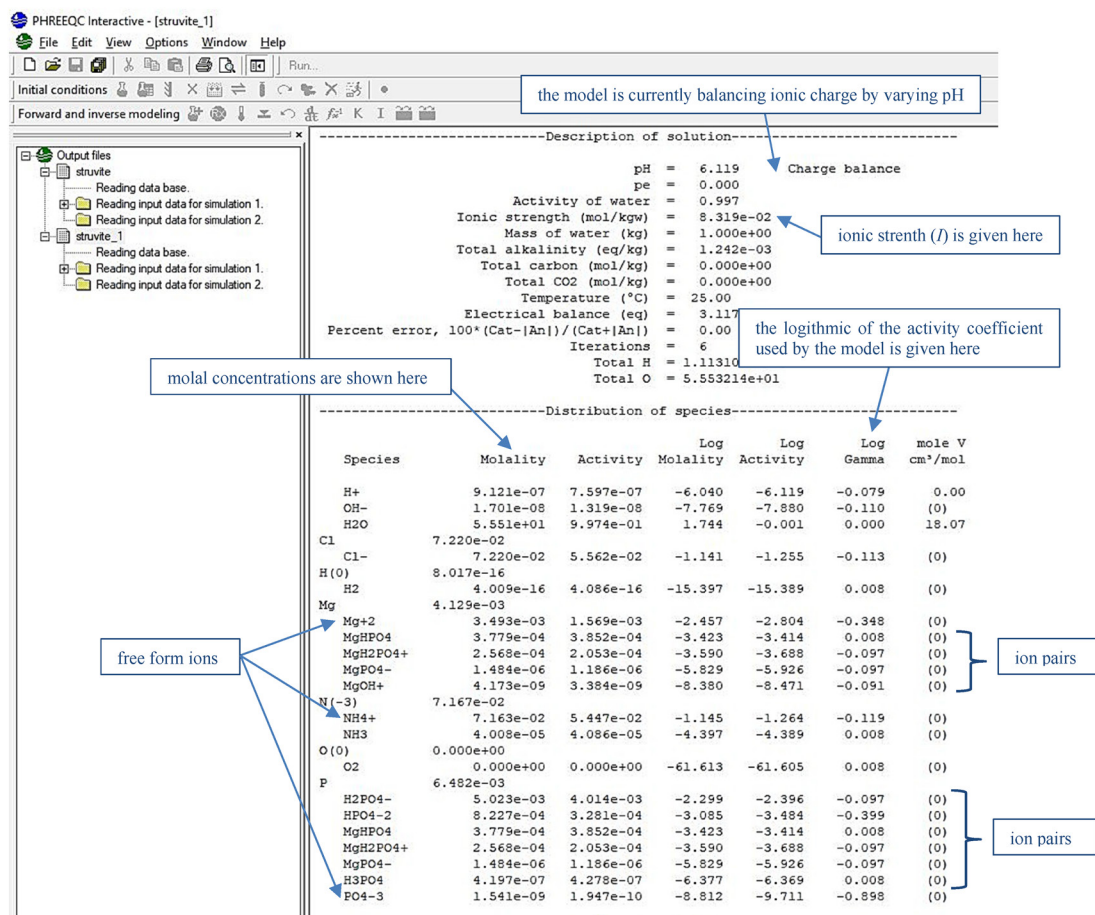 PHREEQC Interactive - [struvite_1]
File Edit View Options Window Help
Run...
Initial conditions
Forward and inverse modeling
the model is currently balancing ionic charge by varying pH
Output files
struvite
Reading data base.
Reading input data for simulation 1.
Reading input data for simulation 2.
struvite_1
Reading data base.
Reading input data for simulation 1.
Reading input data for simulation 2.
-----------------------------Description of solution-----------------------------
pH = 6.119 Charge balance
pe = 0.000
Activity of water = 0.997
Ionic strength (mol/kgw) = 8.319e-02
Mass of water (kg) = 1.000e+00
Total alkalinity (eq/kg) = 1.242e-03
Total carbon (mol/kg) = 0.000e+00
Total CO2 (mol/kg) = 0.000e+00
Temperature (°C) = 25.00
Electrical balance (eq) = 3.117
Percent error, 100*(Cat-|An|)/(Cat+|An|) = 0.00
Iterations = 6
Total H = 1.11310
Total O = 5.553214e+01
ionic strenth (I) is given here
the logithmic of the activity coefficient
used by the model is given here
molal concentrations are shown here
-----------------------------Distribution of species-----------------------------
Log Log Log mole V
Species Molality Activity Molality Activity Gamma cm³/mol
H+ 9.121e-07 7.597e-07 -6.040 -6.119 -0.079 0.00
OH- 1.701e-08 1.319e-08 -7.769 -7.880 -0.110 (0)
H2O 5.551e+01 9.974e-01 1.744 -0.001 0.000 18.07
Cl 7.220e-02
Cl- 7.220e-02 5.562e-02 -1.141 -1.255 -0.113 (0)
H(0) 8.017e-16
H2 4.009e-16 4.086e-16 -15.397 -15.389 0.008 (0)
Mg 4.129e-03
Mg+2 3.493e-03 1.569e-03 -2.457 -2.804 -0.348 (0)
MgHPO4 3.779e-04 3.852e-04 -3.423 -3.414 0.008 (0)
MgH2PO4+ 2.568e-04 2.053e-04 -3.590 -3.688 -0.097 (0)
MgPO4- 1.484e-06 1.186e-06 -5.829 -5.926 -0.097 (0)
MgOH+ 4.173e-09 3.384e-09 -8.380 -8.471 -0.091 (0)
N(-3) 7.167e-02
NH4+ 7.163e-02 5.447e-02 -1.145 -1.264 -0.119 (0)
NH3 4.008e-05 4.086e-05 -4.397 -4.389 0.008 (0)
O(0) 0.000e+00
O2 0.000e+00 0.000e+00 -61.613 -61.605 0.008 (0)
P 6.482e-03
H2PO4- 5.023e-03 4.014e-03 -2.299 -2.396 -0.097 (0)
HPO4-2 8.227e-04 3.281e-04 -3.085 -3.484 -0.399 (0)
MgHPO4 3.779e-04 3.852e-04 -3.423 -3.414 0.008 (0)
MgH2PO4+ 2.568e-04 2.053e-04 -3.590 -3.688 -0.097 (0)
MgPO4- 1.484e-06 1.186e-06 -5.829 -5.926 -0.097 (0)
H3PO4 4.197e-07 4.278e-07 -6.377 -6.369 0.008 (0)
PO4-3 1.541e-09 1.947e-10 -8.812 -9.711 -0.898 (0)
free form ions
ion pairs
ion pairs